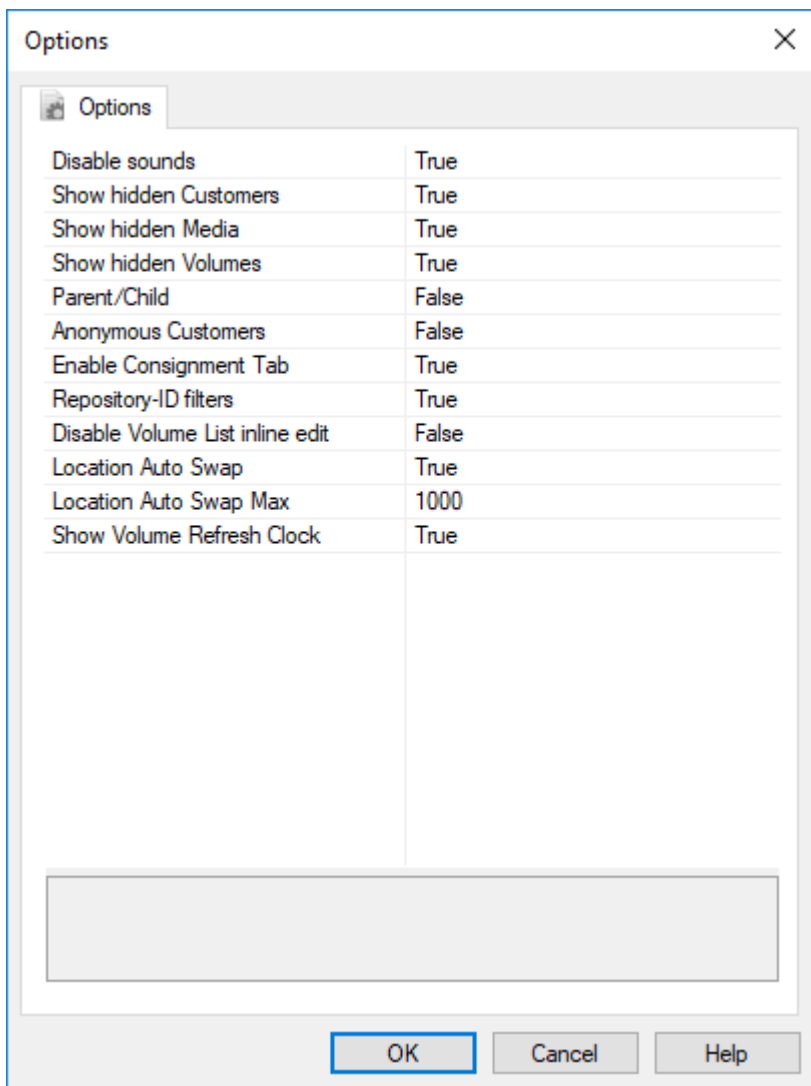 Options
Options
Disable sounds True
Show hidden Customers True
Show hidden Media True
Show hidden Volumes True
Parent/Child False
Anonymous Customers False
Enable Consignment Tab True
Repository-ID filters True
Disable Volume List inline edit False
Location Auto Swap True
Location Auto Swap Max 1000
Show Volume Refresh Clock True
OK Cancel Help